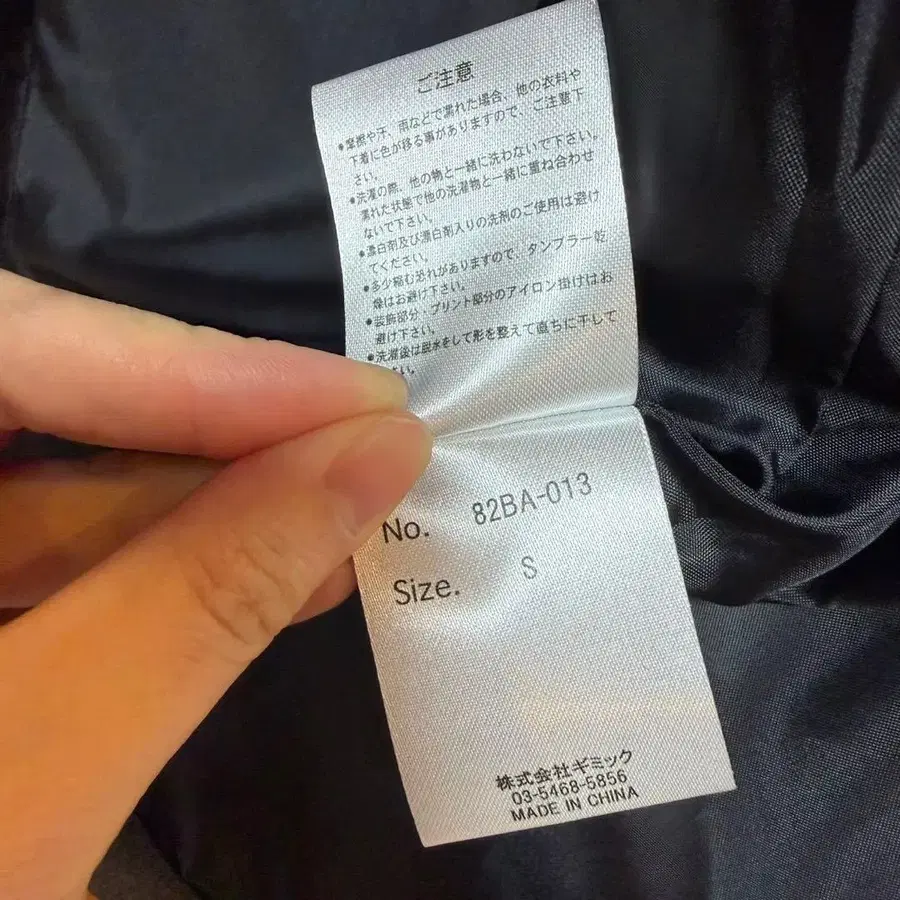 ご注意
●摩擦や汗、雨などで濡れた場合、他の衣料や
下着に色が移る事がありますので、ご注意下
さい。
●洗濯の際、他の物と一緒に洗わないで下さい。
濡れた状態で他の洗濯物と一緒に重ね合わせ
ないで下さい。
●漂白剤及び漂白剤入りの洗剤のご使用は避け
てください。
●多少縮む恐れがありますので、タンブラー乾
燥はお避け下さい。
●装飾部分・プリント部分のアイロン掛けはお
避け下さい。
●洗濯後は脱水をして形を整えて直ちに干して
さい。
No. 82BA-013
Size. S
株式会社ギミック
03-5468-5856
MADE IN CHINA